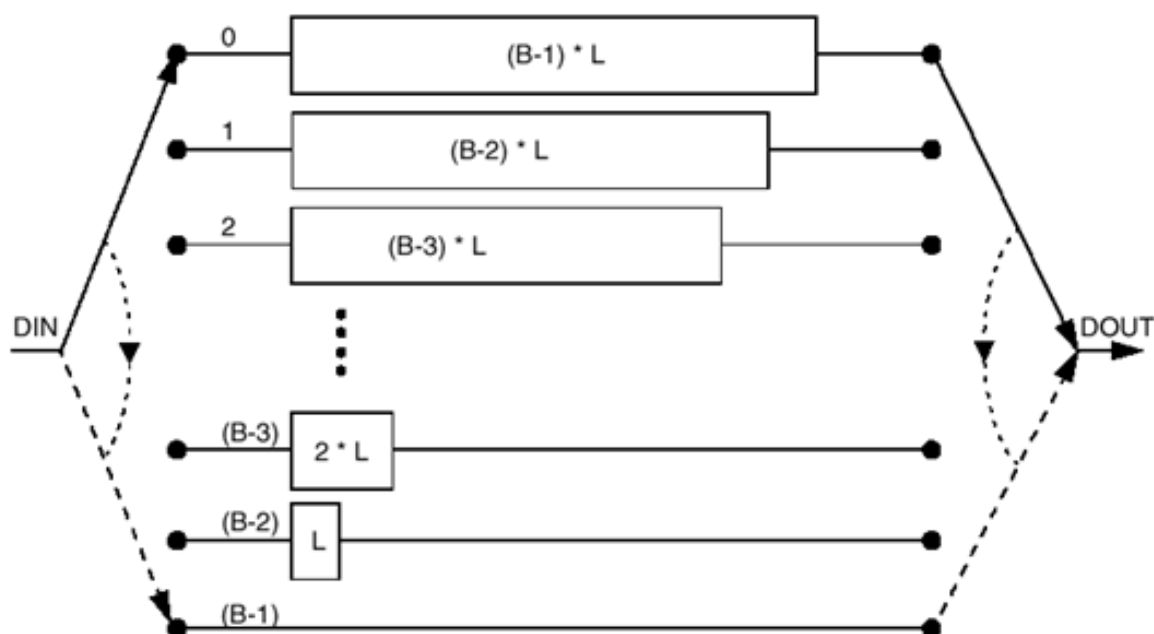 0
(B-1) * L
1
(B-2) * L
2
(B-3) * L
DIN
DOUT
(B-3)
2 * L
(B-2)
L
(B-1)